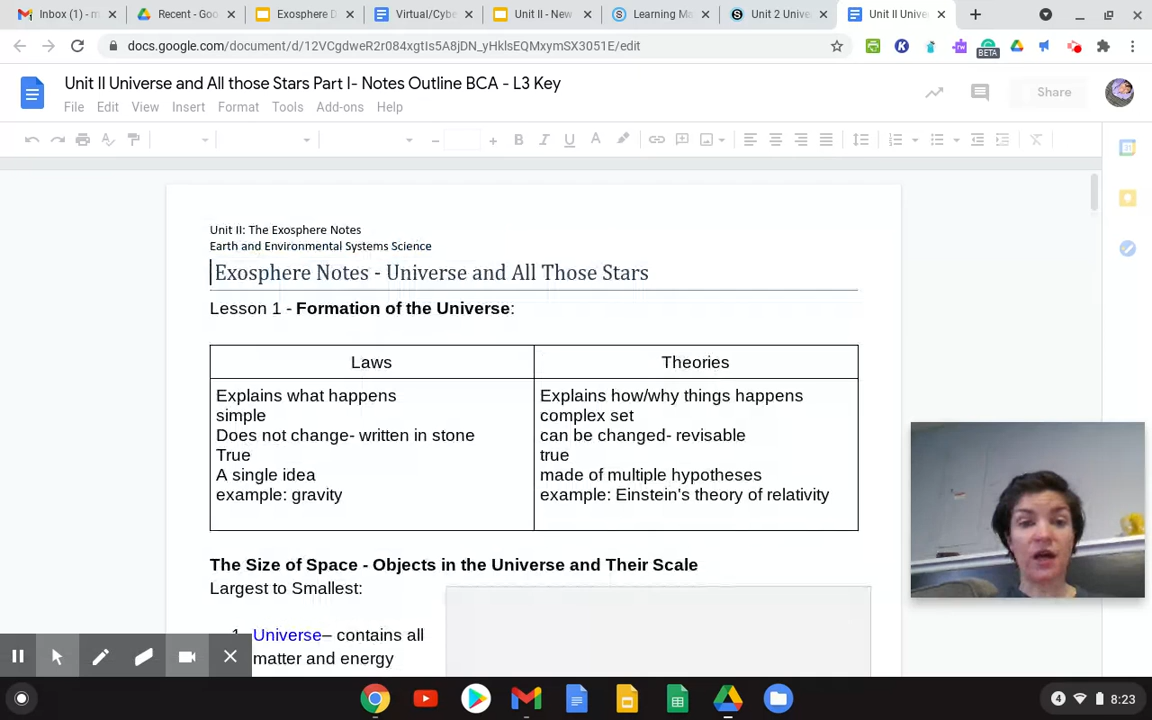 Inbox (1) - m
Recent - Goo
Exosphere D
Virtual/Cybe
Unit II - New
Learning Ma
Unit 2 Unive
Unit II Unive
docs.google.com/document/d/12VCgdweR2r084xgtIs5A8jDN_yHklsEQMxymSX3051E/edit
BETA
Unit II Universe and All those Stars Part I- Notes Outline BCA - L3 Key
File Edit View Insert Format Tools Add-ons Help
Share
Unit II: The Exosphere Notes
Earth and Environmental Systems Science
Exosphere Notes - Universe and All Those Stars
Lesson 1 - Formation of the Universe:
Laws
Theories
Explains what happens
simple
Does not change- written in stone
True
A single idea
example: gravity
Explains how/why things happens
complex set
can be changed- revisable
true
made of multiple hypotheses
example: Einstein's theory of relativity
The Size of Space - Objects in the Universe and Their Scale
Largest to Smallest:
1. Universe– contains all
matter and energy
4
8:23